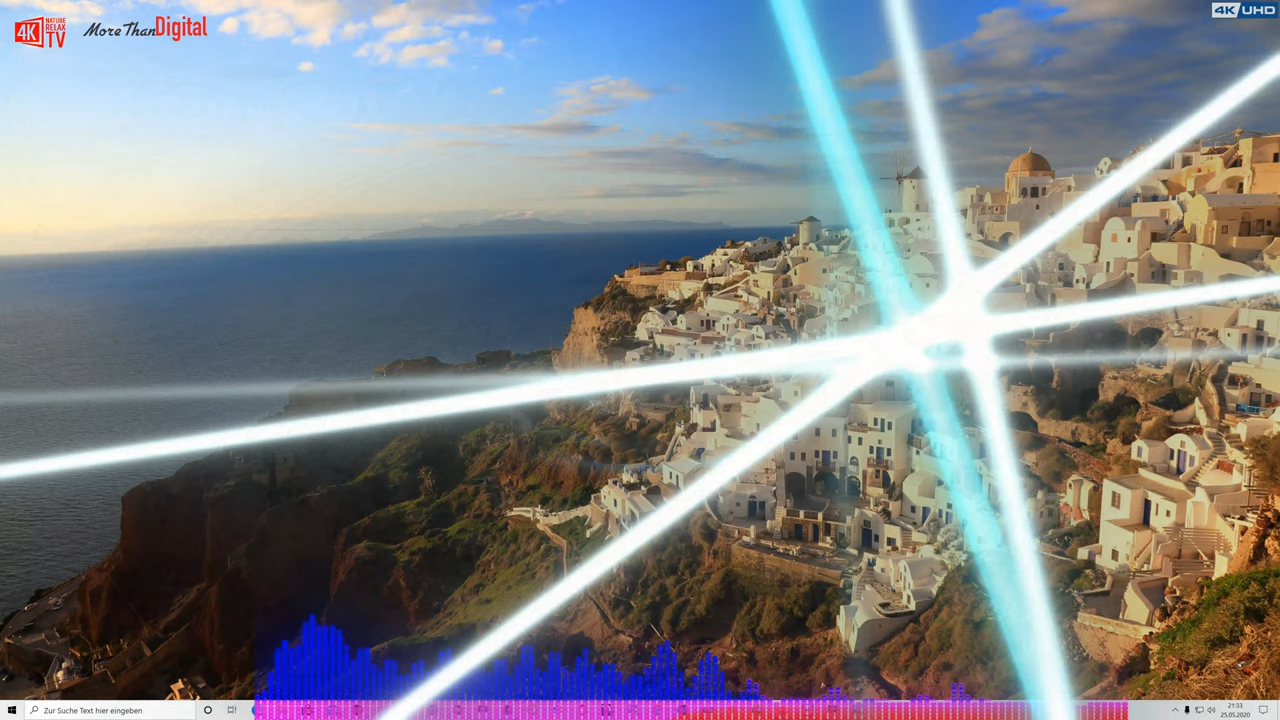 4K NATURE
RELAX
TV
More Than Digital
4K UHD
Zur Suche Text hier eingeben
21:33
25.05.2020